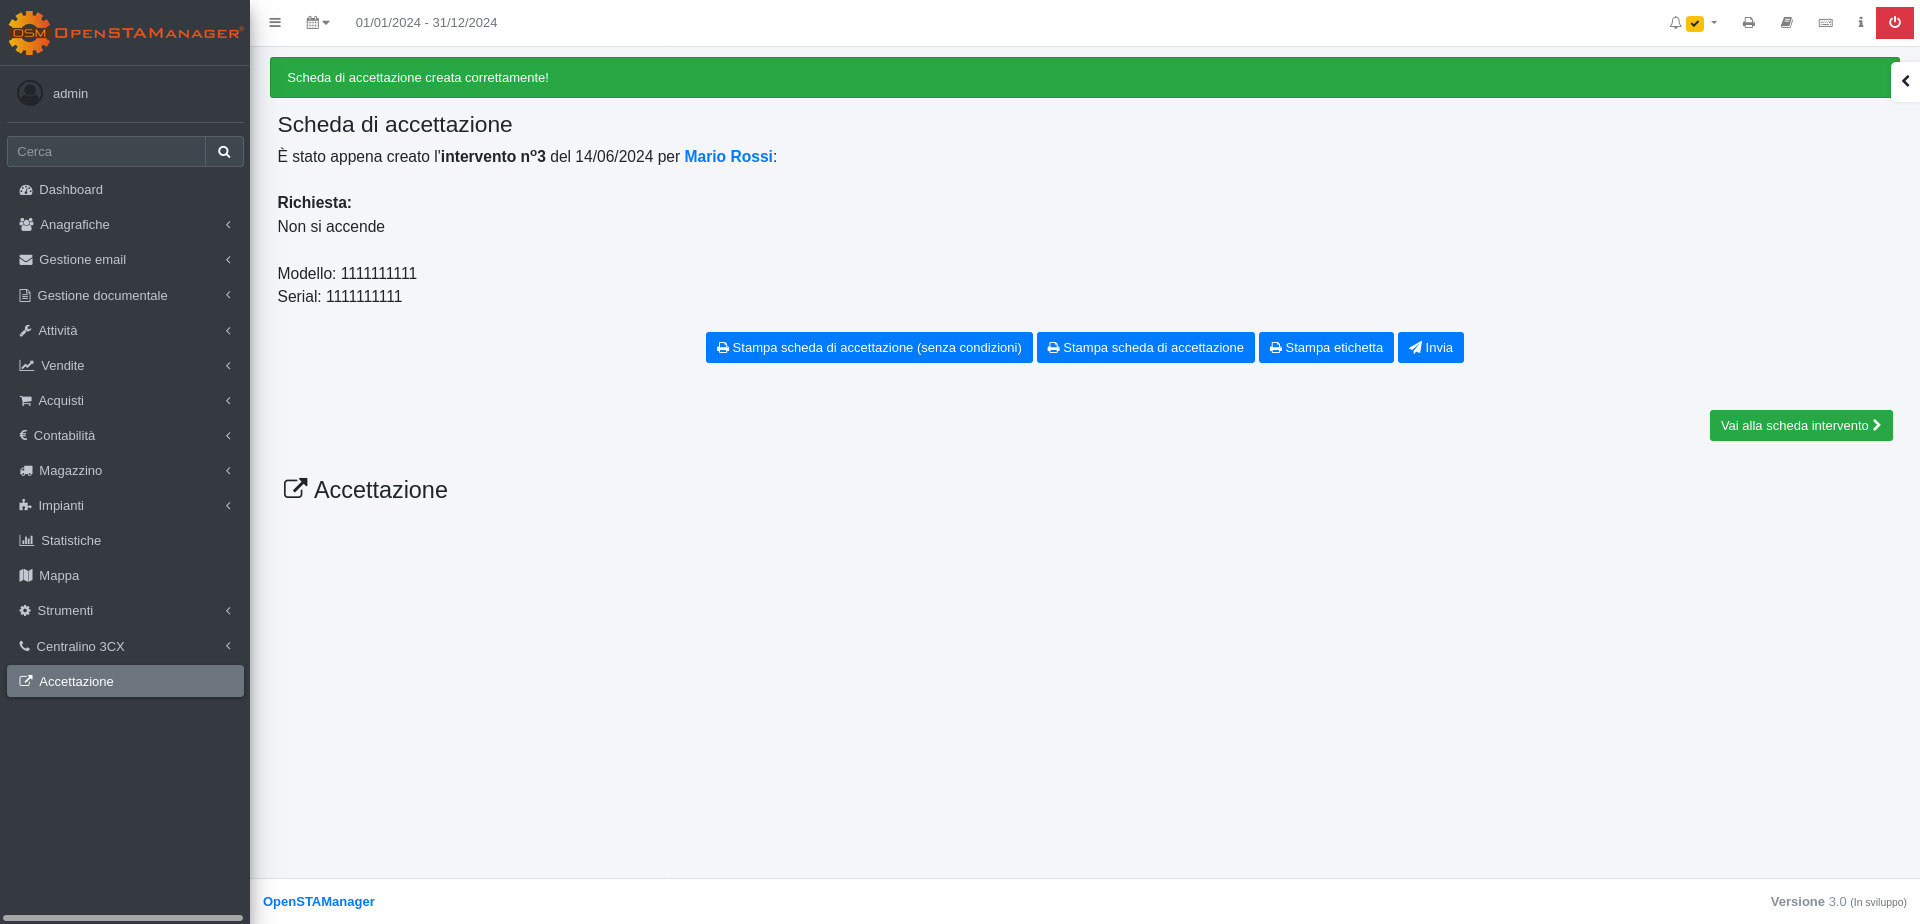 OpenSTAManager®
OSM
01/01/2024 - 31/12/2024
admin
Cerca
Dashboard
Anagrafiche
Gestione email
Gestione documentale
Attività
Vendite
Acquisti
Contabilità
Magazzino
Impianti
Statistiche
Mappa
Strumenti
Centralino 3CX
Accettazione
Scheda di accettazione creata correttamente!
Scheda di accettazione
È stato appena creato l'intervento nº3 del 14/06/2024 per Mario Rossi:
Richiesta:
Non si accende
Modello: 1111111111
Serial: 1111111111
Stampa scheda di accettazione (senza condizioni) Stampa scheda di accettazione Stampa etichetta Invia
Vai alla scheda intervento
Accettazione
OpenSTAManager
Versione 3.0 (In sviluppo)